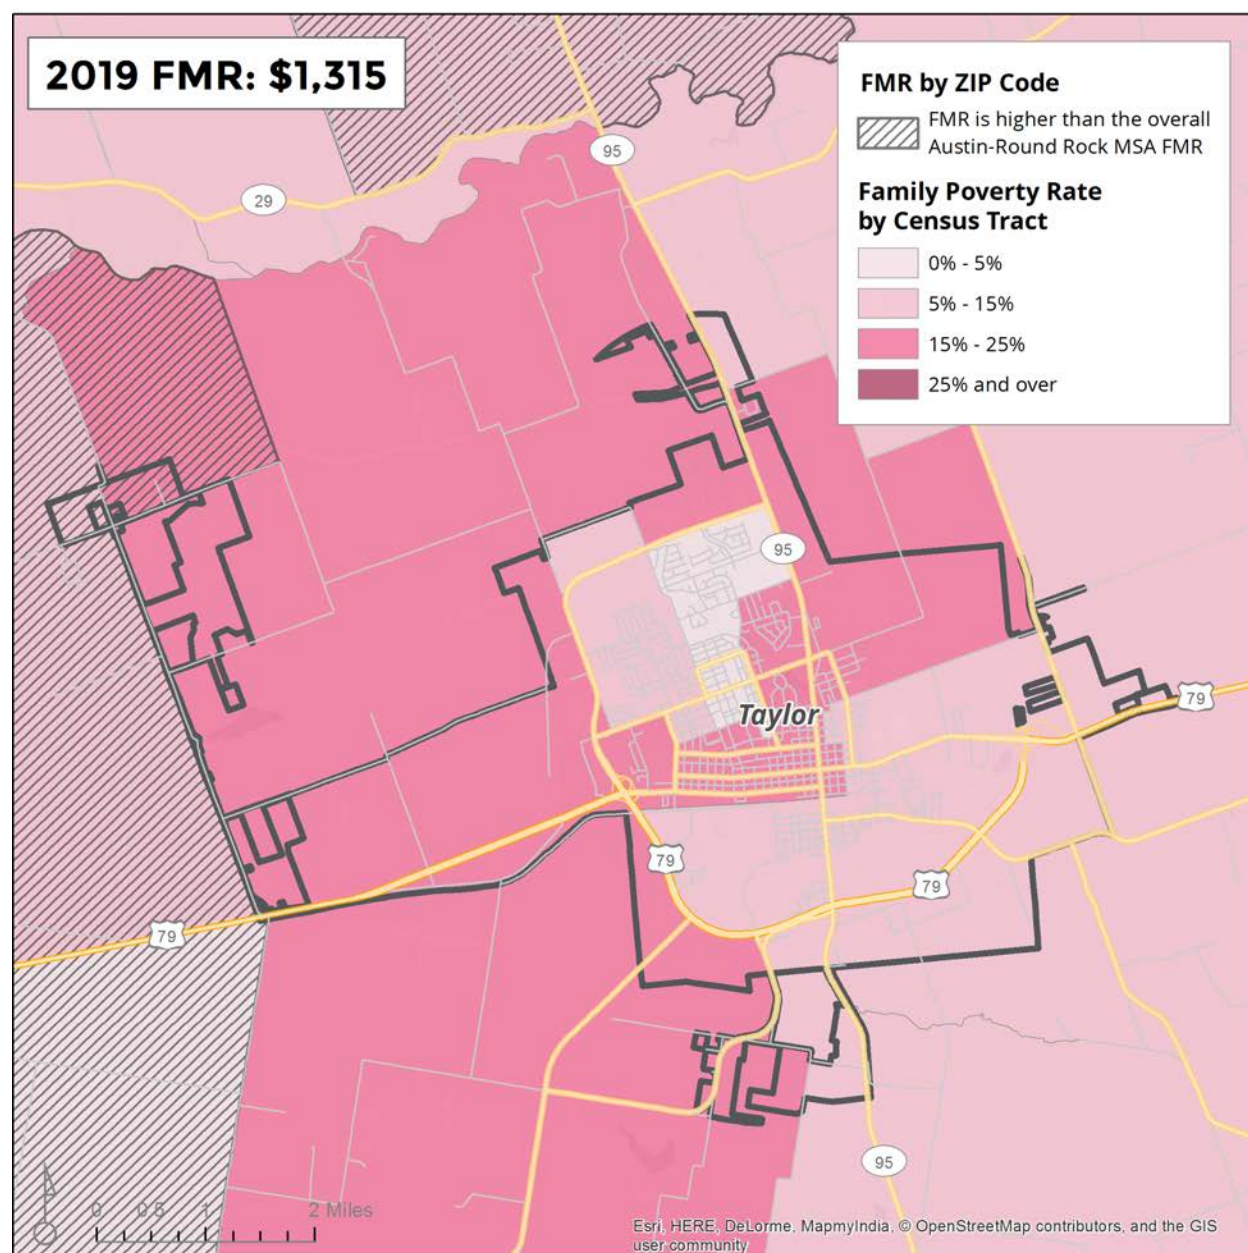 2019 FMR: $1,315
FMR by ZIP Code
FMR is higher than the overall
Austin-Round Rock MSA FMR
Family Poverty Rate
by Census Tract
0% - 5%
5% - 15%
15% - 25%
25% and over
95
29
95
Taylor
79
79
79
79
95
0 0.5 1 2 Miles
Esri, HERE, DeLorme, MapmyIndia, © OpenStreetMap contributors, and the GIS
user community